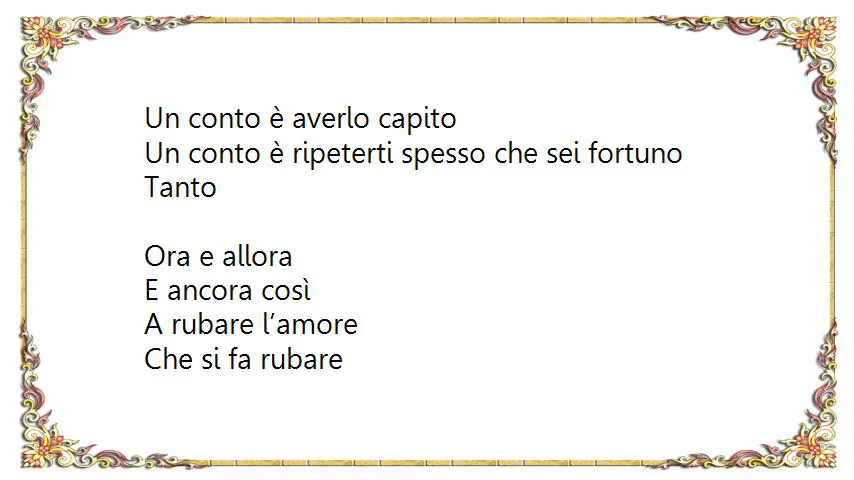 Un conto è averlo capito
Un conto è ripeterti spesso che sei fortuno
Tanto
Ora e allora
E ancora così
A rubare l’amore
Che si fa rubare